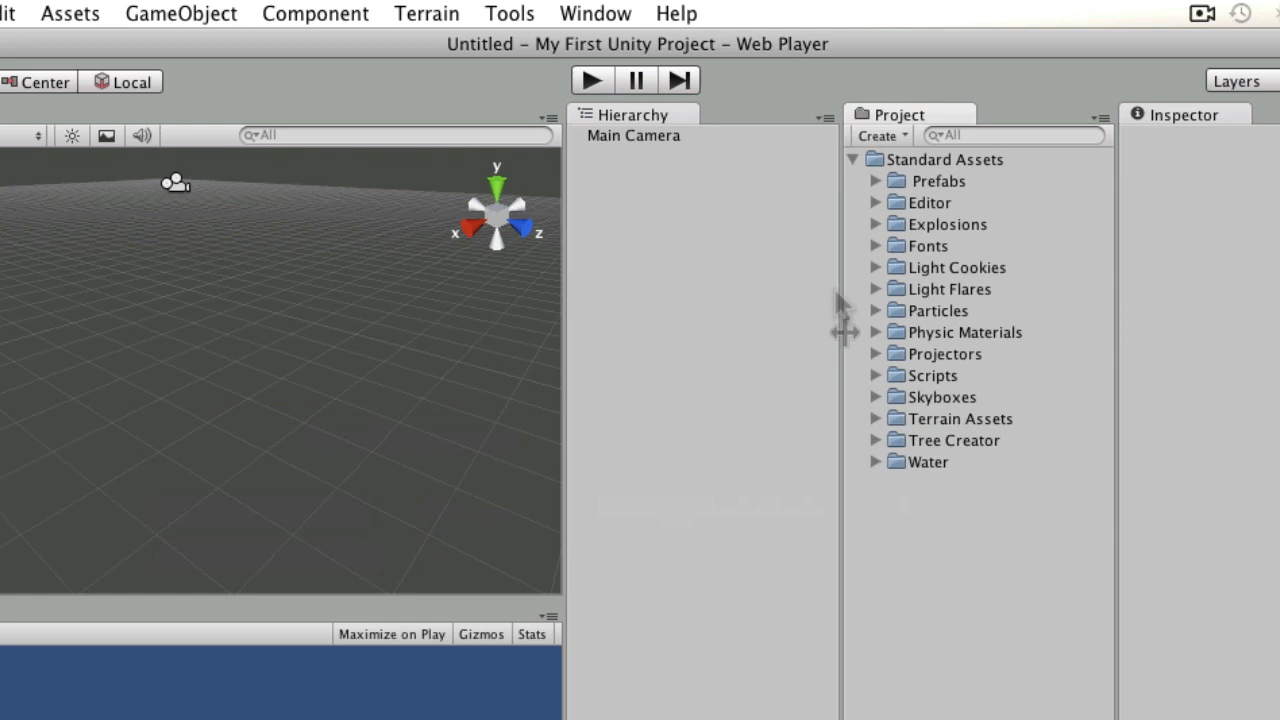 lit Assets GameObject Component Terrain Tools Window Help
Untitled – My First Unity Project – Web Player
Center Local Layers
Hierarchy Project Inspector
All Main Camera Create All
y
x z
Standard Assets
Prefabs
Editor
Explosions
Fonts
Light Cookies
Light Flares
Particles
Physic Materials
Projectors
Scripts
Skyboxes
Terrain Assets
Tree Creator
Water
Maximize on Play Gizmos Stats